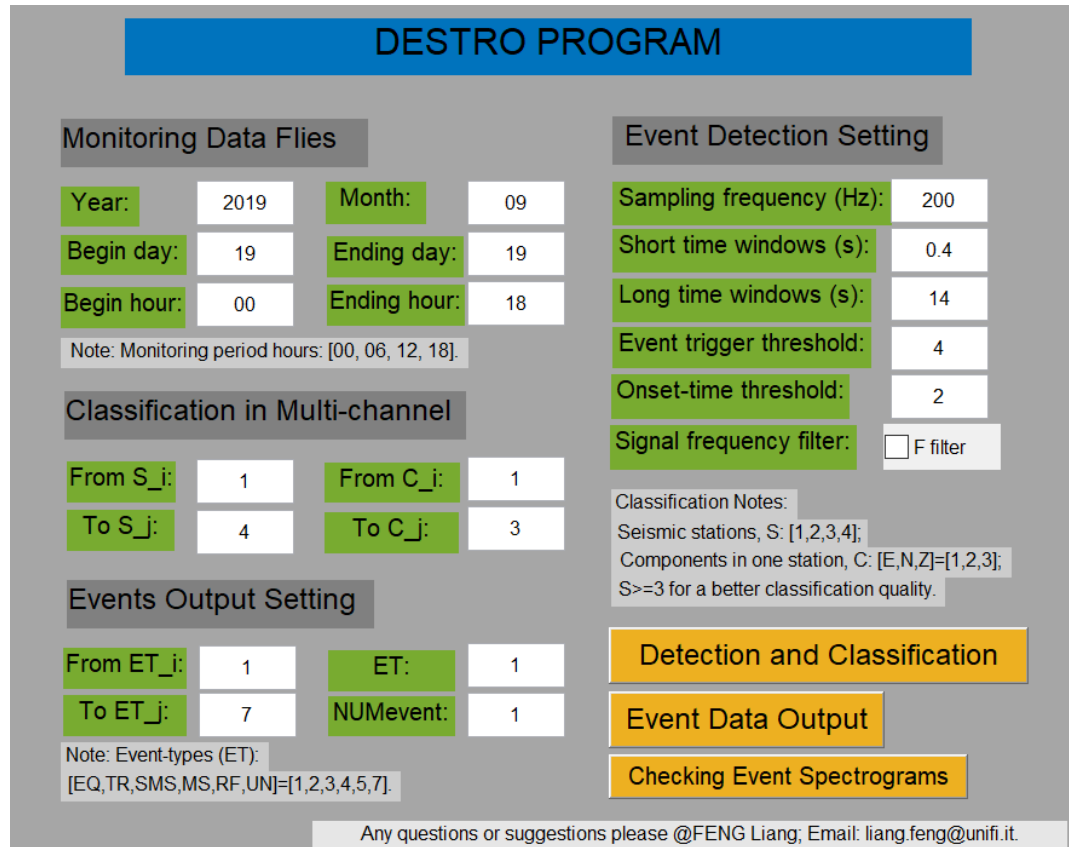 DESTRO PROGRAM
Monitoring Data Flies
Year: 2019 Month: 09
Begin day: 19 Ending day: 19
Begin hour: 00 Ending hour: 18
Note: Monitoring period hours: [00, 06, 12, 18].
Classification in Multi-channel
From S_i: 1 From C_i: 1
To S_j: 4 To C_j: 3
Events Output Setting
From ET_i: 1 ET: 1
To ET_j: 7 NUMevent: 1
Note: Event-types (ET):
[EQ,TR,SMS,MS,RF,UN]=[1,2,3,4,5,7].
Event Detection Setting
Sampling frequency (Hz): 200
Short time windows (s): 0.4
Long time windows (s): 14
Event trigger threshold: 4
Onset-time threshold: 2
Signal frequency filter: F filter
Classification Notes:
Seismic stations, S: [1,2,3,4];
Components in one station, C: [E,N,Z]=[1,2,3];
S>=3 for a better classification quality.
Detection and Classification
Event Data Output
Checking Event Spectrograms
Any questions or suggestions please @FENG Liang; Email: liang.feng@unifi.it.